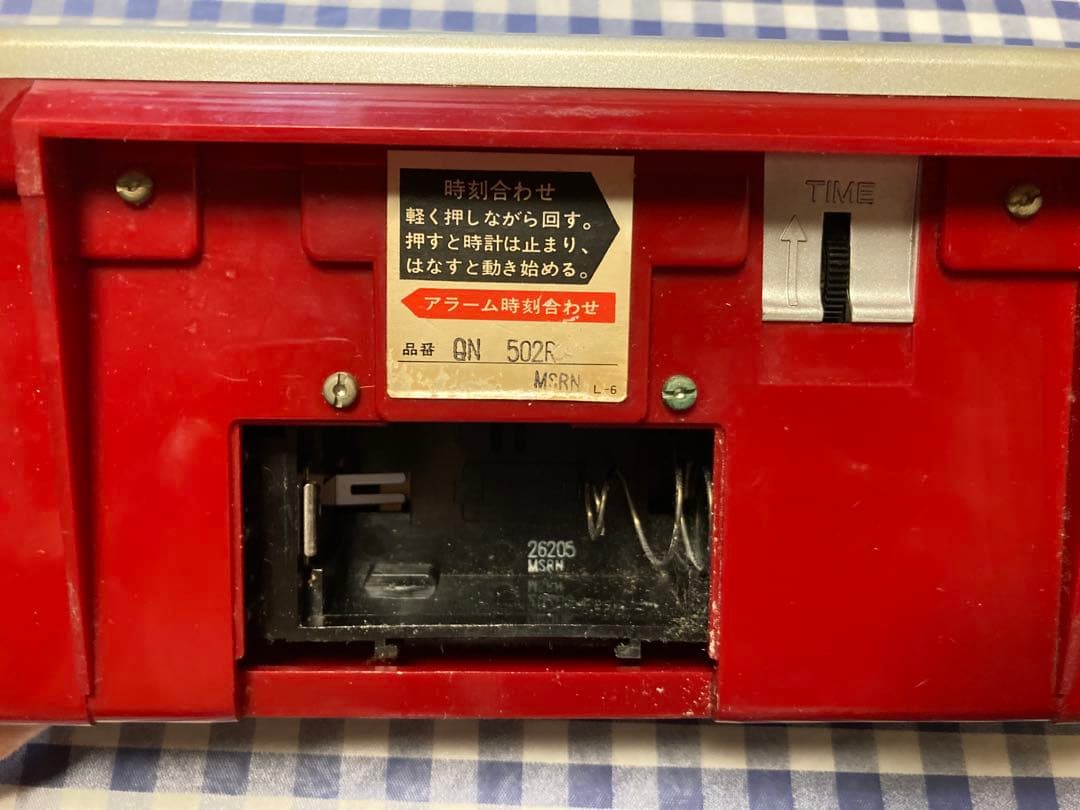 時刻合わせ
軽く押しながら回す。
押すと時計は止まり、
はなすと動き始める。
アラーム時刻合わせ
品番 QN 502R
MSRN L-6
TIME
26205
MSRN